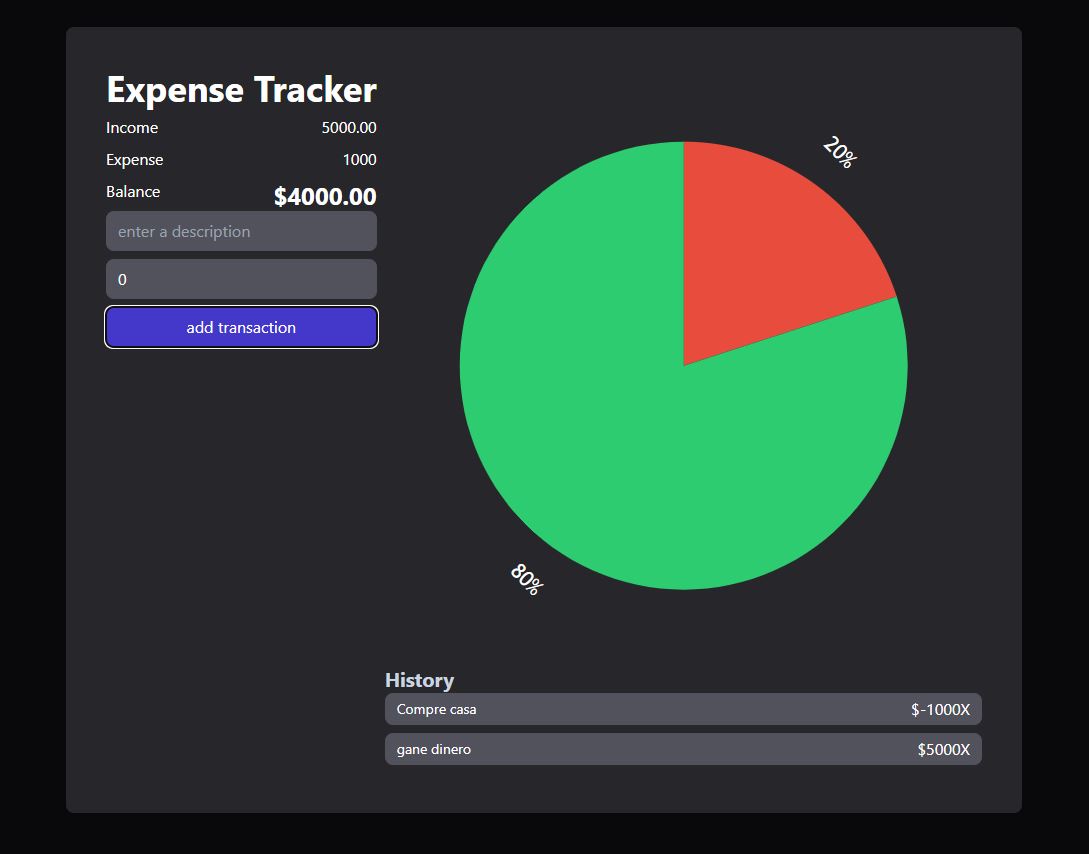 Expense Tracker
Income 5000.00
Expense 1000
Balance $4000.00
enter a description
0
add transaction
20%
80%
History
Compre casa $-1000X
gane dinero $5000X